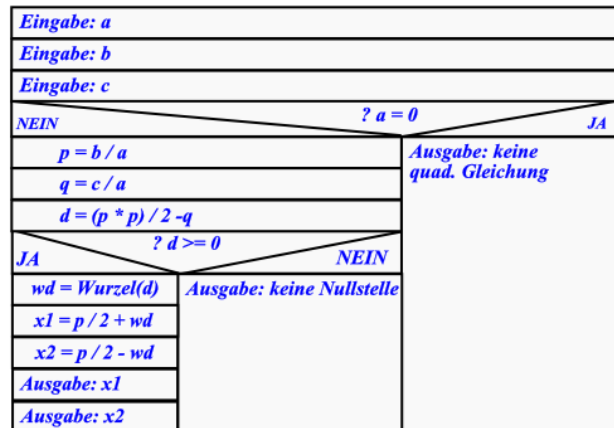 Eingabe: a
Eingabe: b
Eingabe: c
? a = 0
NEIN
JA
p = b / a
q = c / a
d = (p * p) / 2 -q
Ausgabe: keine
quad. Gleichung
? d >= 0
JA
NEIN
wd = Wurzel(d)
x1 = p / 2 + wd
x2 = p / 2 - wd
Ausgabe: x1
Ausgabe: x2
Ausgabe: keine Nullstelle